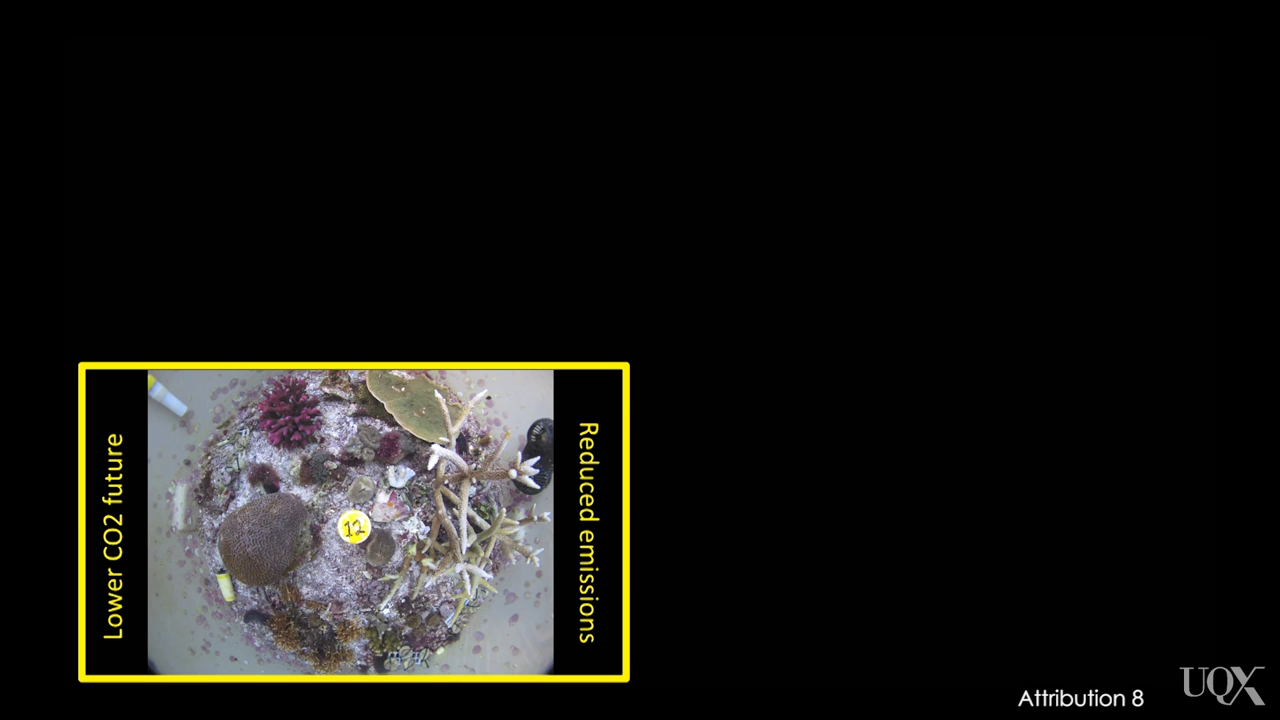 Lower CO2 future
12
Reduced emissions
Attribution 8
UQX